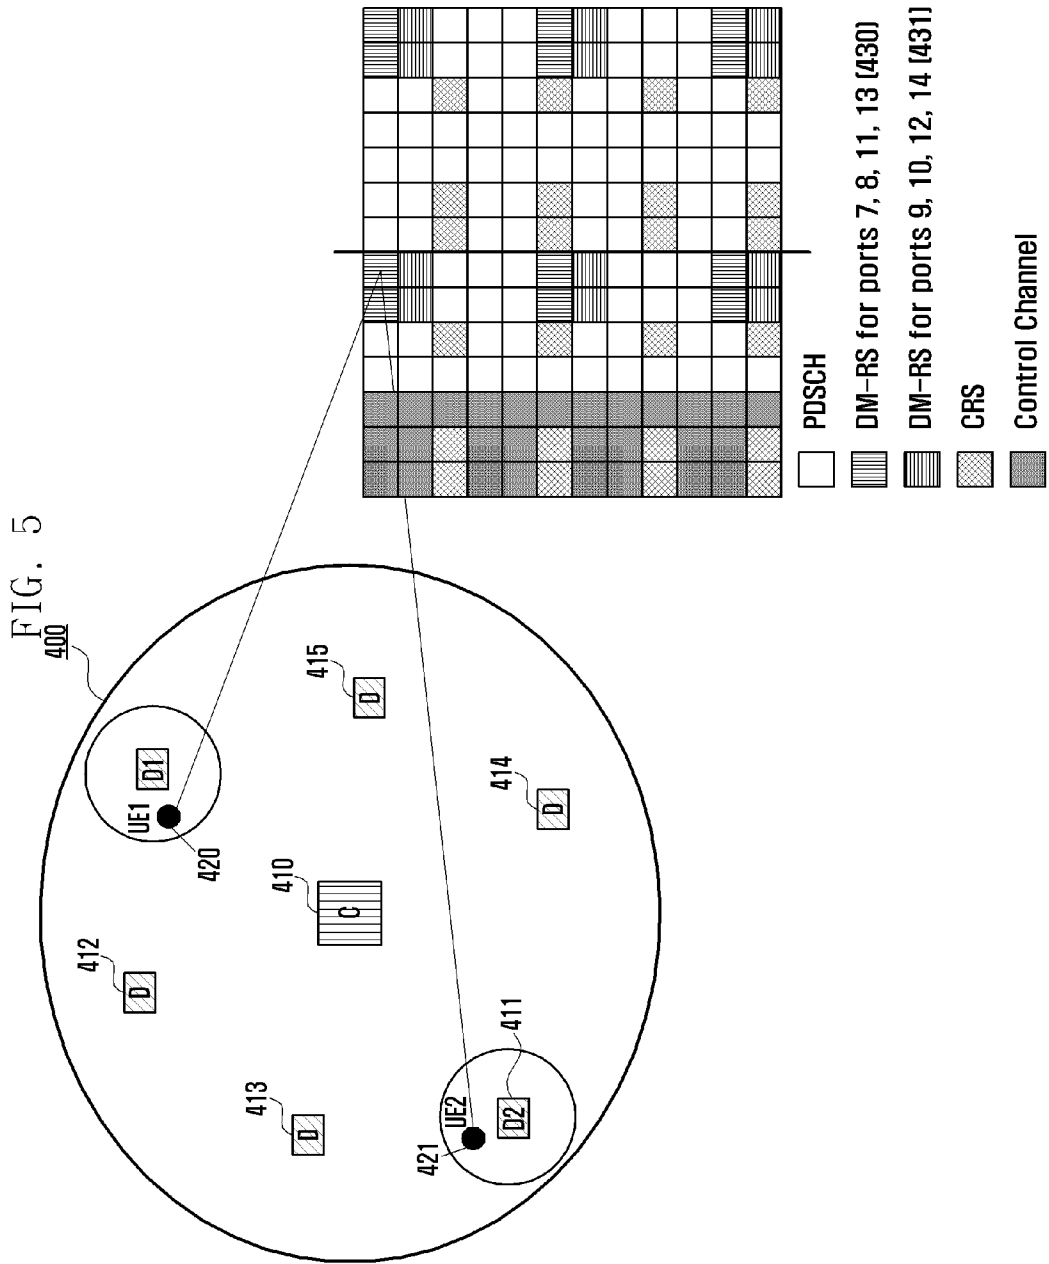 FIG. 5
400
D1
UE1
420
415
D
414
D
410
C
412
D
413
D
411
D2
UE2
421
PDSCH
DM-RS for ports 7, 8, 11, 13 (430)
DM-RS for ports 9, 10, 12, 14 (431)
CRS
Control Channel